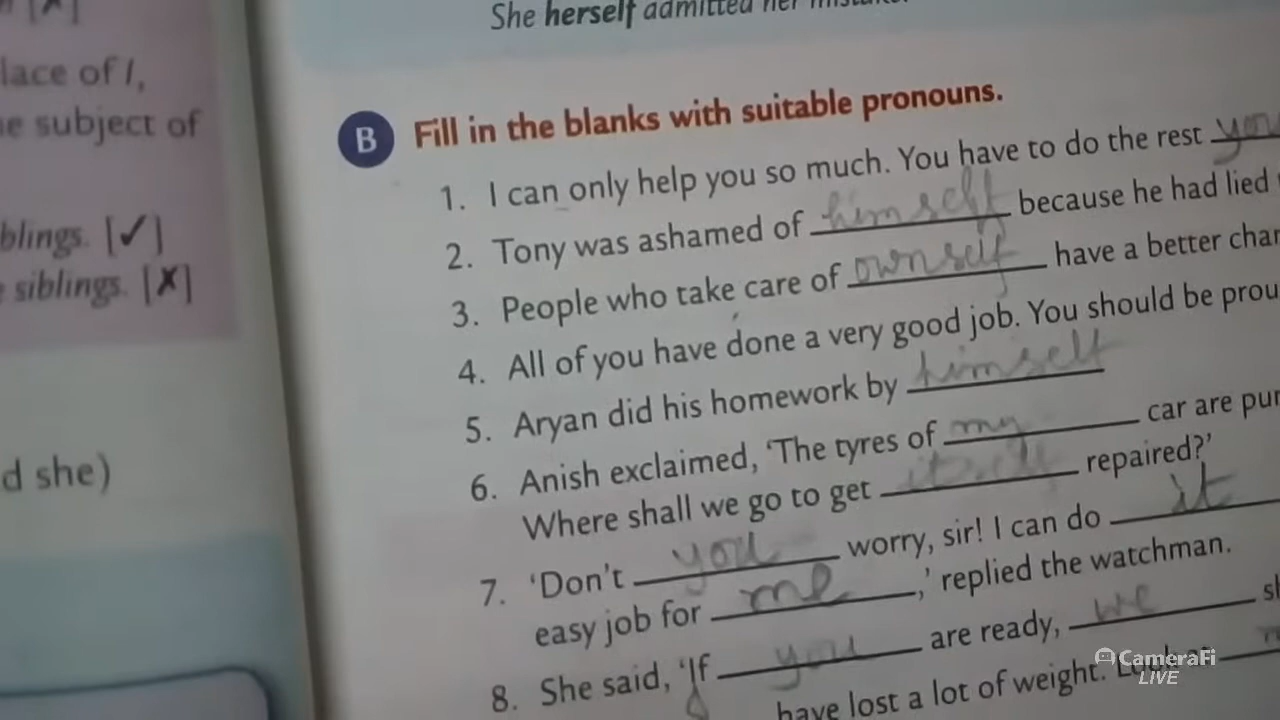 She herself admitted her mistake.
lace of I,
e subject of
blings. [✓]
siblings. [✗]
d she)
B Fill in the blanks with suitable pronouns.
1. I can only help you so much. You have to do the rest you
2. Tony was ashamed of himself because he had lied
3. People who take care of ownself have a better char
4. All of you have done a very good job. You should be prou
5. Aryan did his homework by himself
6. Anish exclaimed, 'The tyres of my car are pun
Where shall we go to get repaired?'
7. 'Don't you worry, sir! I can do it
easy job for me,' replied the watchman.
8. She said, 'If you are ready, we sh
have lost a lot of weight.
CameraFi
LIVE